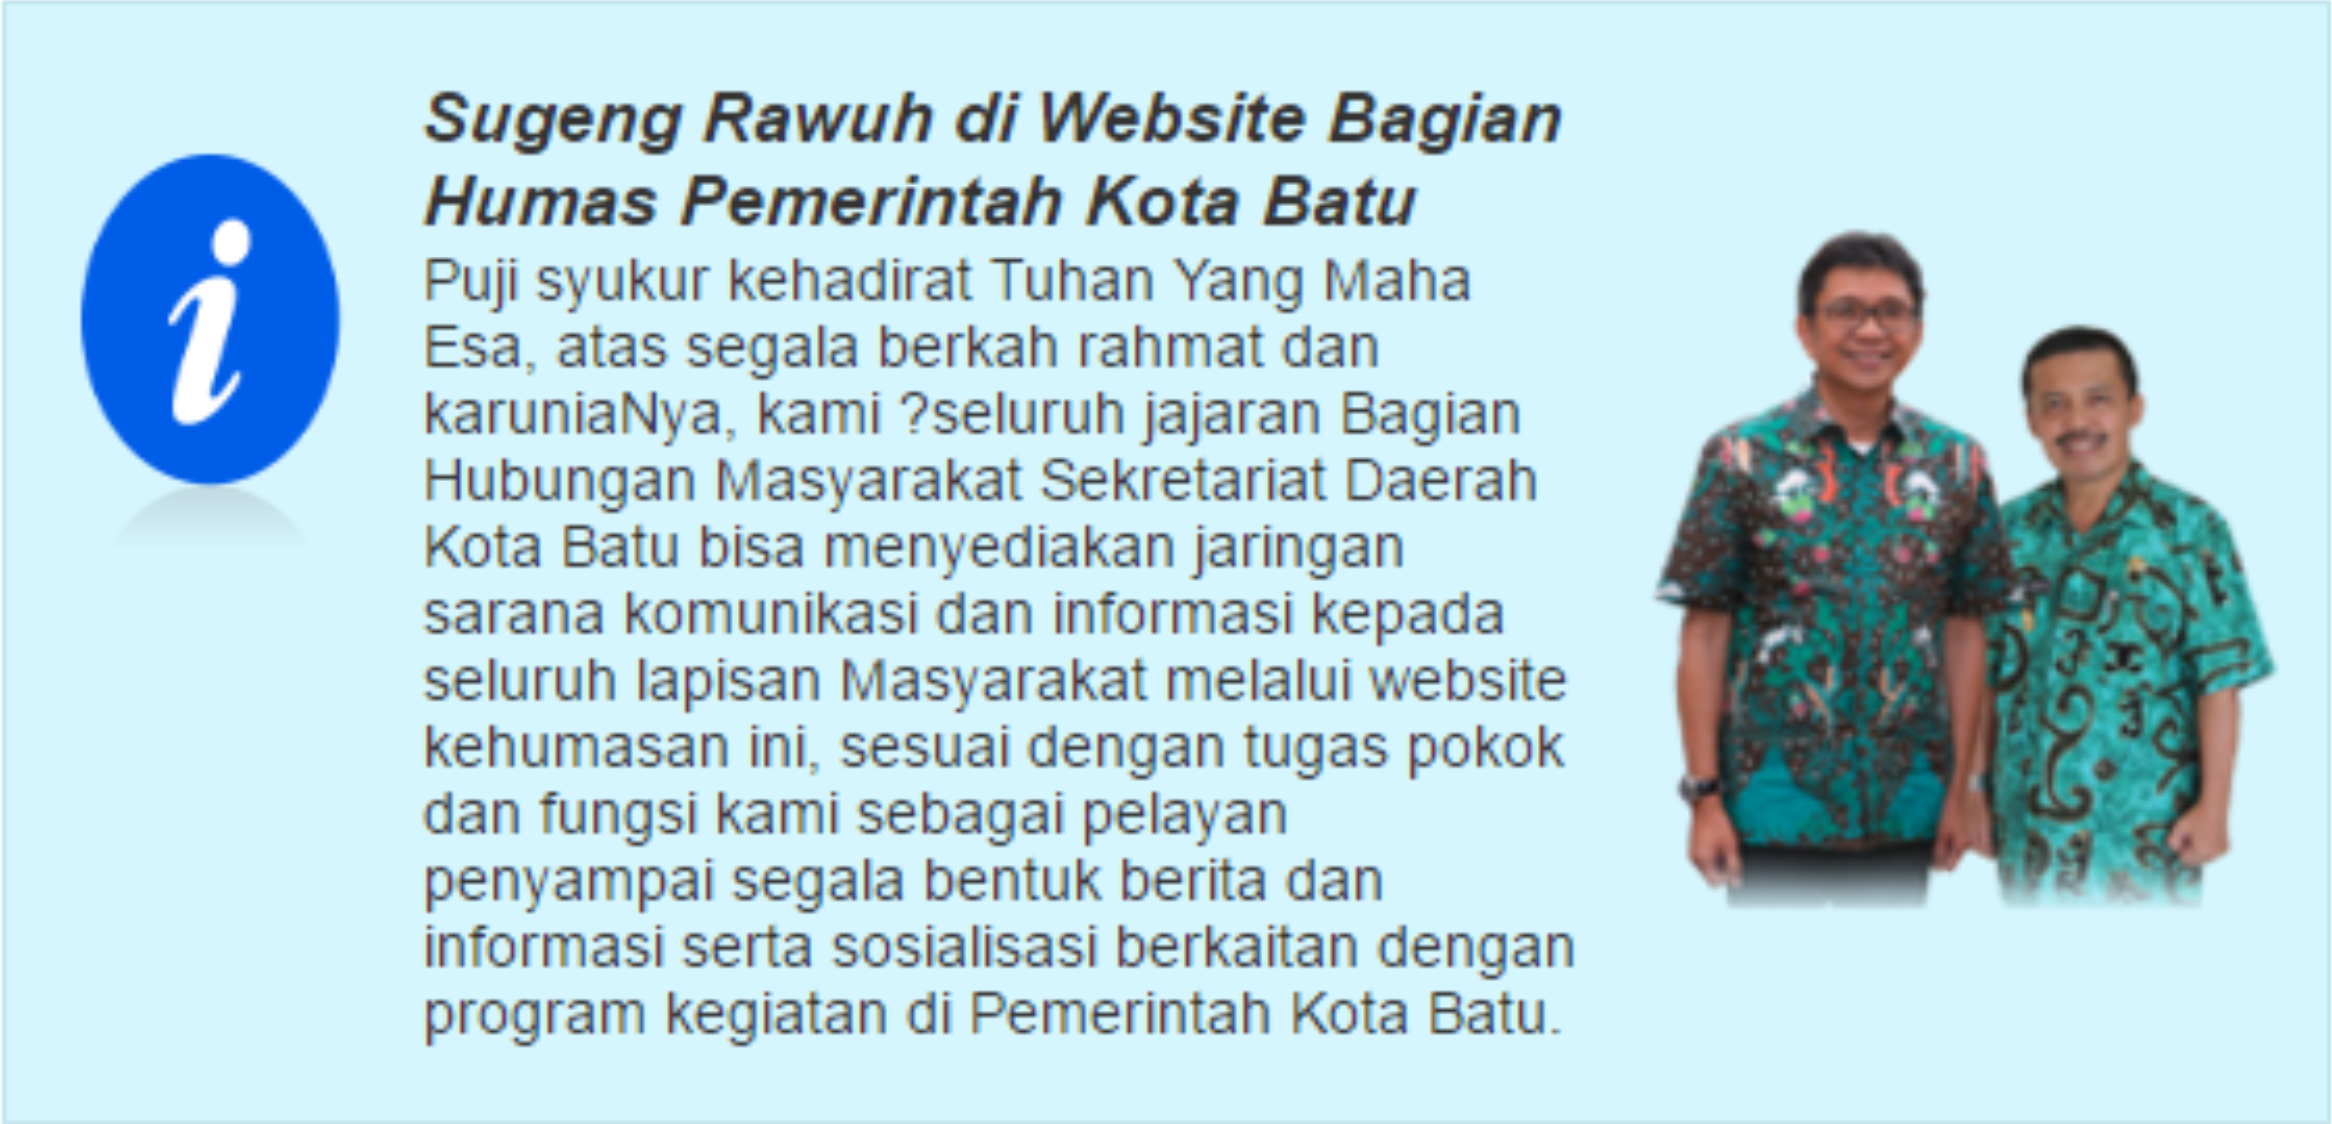 i
Sugeng Rawuh di Website Bagian
Humas Pemerintah Kota Batu
Puji syukur kehadirat Tuhan Yang Maha
Esa, atas segala berkah rahmat dan
karuniaNya, kami ?seluruh jajaran Bagian
Hubungan Masyarakat Sekretariat Daerah
Kota Batu bisa menyediakan jaringan
sarana komunikasi dan informasi kepada
seluruh lapisan Masyarakat melalui website
kehumasan ini, sesuai dengan tugas pokok
dan fungsi kami sebagai pelayan
penyampai segala bentuk berita dan
informasi serta sosialisasi berkaitan dengan
program kegiatan di Pemerintah Kota Batu.